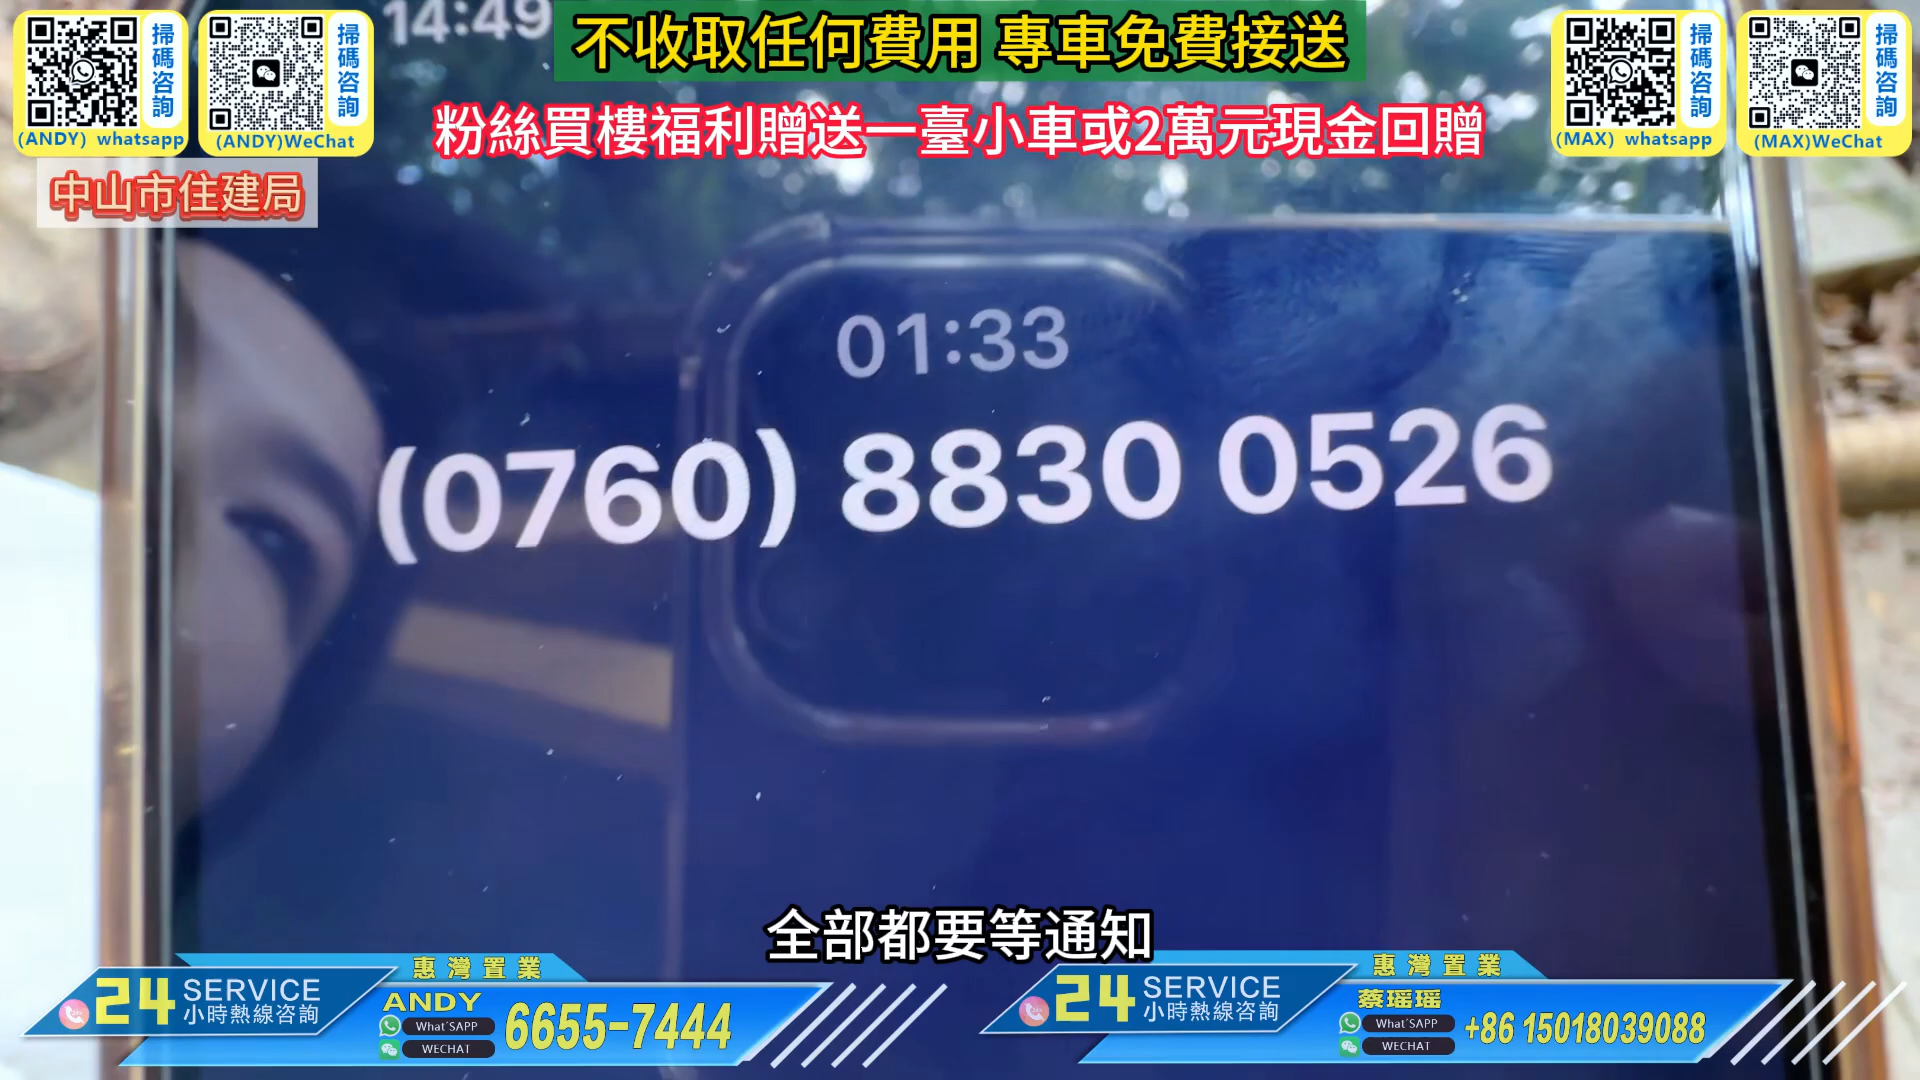 14:49
不收取任何費用 專車免費接送
粉絲買樓福利贈送一臺小車或2萬元現金回贈
掃碼咨詢
(ANDY) whatsapp
掃碼咨詢
(ANDY)WeChat
掃碼咨詢
(MAX) whatsapp
掃碼咨詢
(MAX)WeChat
中山市住建局
01:33
(0760) 8830 0526
全部都要等通知
24 SERVICE
小時熱線咨詢
惠灣置業
ANDY
What'SAPP
WECHAT
6655-7444
24 SERVICE
小時熱線咨詢
惠灣置業
蔡瑶瑶
What'SAPP
WECHAT
+86 15018039088